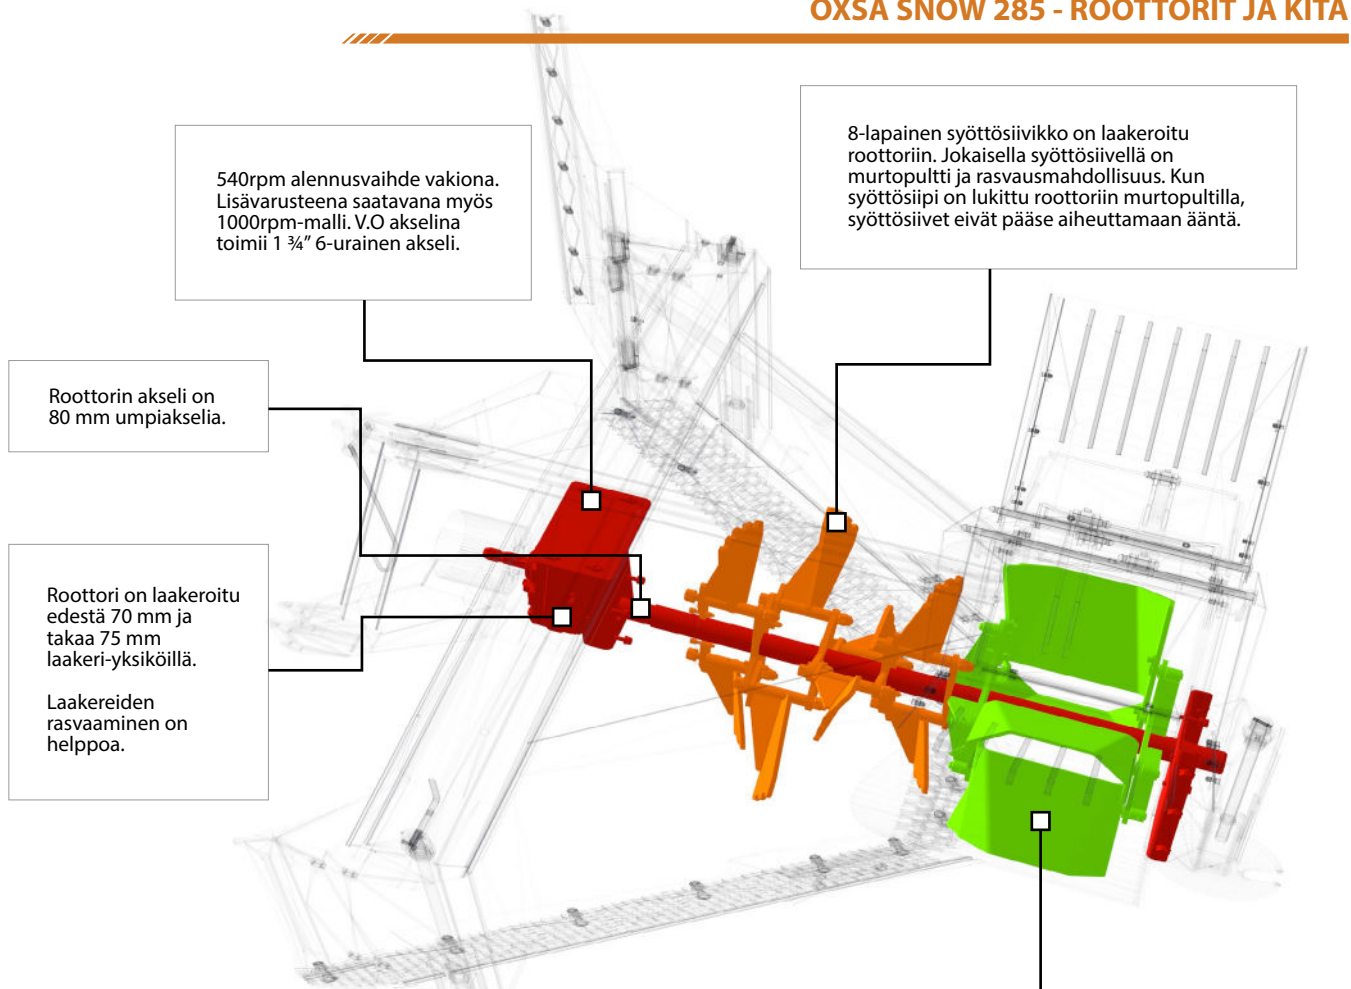 OXSA SNOW 285 - ROOTTORIT JA KITA
540rpm alennusvaihde vakiona.
Lisävarusteena saatavana myös
1000rpm-malli. V.O akselina
toimii 1 ¾” 6-urainen akseli.
8-lapainen syöttösiivikko on laakeroitu
roottoriin. Jokaisella syöttösiivellä on
murtopultti ja rasvausmahdollisuus. Kun
syöttösiipi on lukittu roottoriin murtopultilla,
syöttösiivet eivät pääse aiheuttamaan ääntä.
Roottorin akseli on
80 mm umpiakselia.
Roottori on laakeroitu
edestä 70 mm ja
takaa 75 mm
laakeri-yksiköillä.
Laakereiden
rasvaaminen on
helppoa.